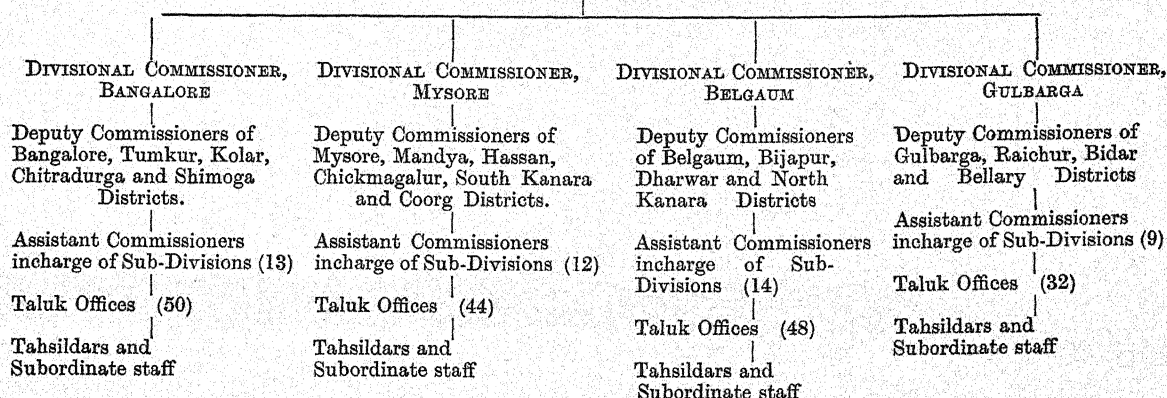 DIVISIONAL COMMISSIONER,
BANGALORE
Deputy Commissioners of
Bangalore, Tumkur, Kolar,
Chitradurga and Shimoga
Districts.
Assistant Commissioners
incharge of Sub-Divisions (13)
Taluk Offices (50)
Tahsildars and
Subordinate staff
DIVISIONAL COMMISSIONER,
MYSORE
Deputy Commissioners of
Mysore, Mandya, Hassan,
Chickmagalur, South Kanara
and Coorg Districts.
Assistant Commissioners
incharge of Sub-Divisions (12)
Taluk Offices (44)
Tahsildars and
Subordinate staff
DIVISIONAL COMMISSIONER,
BELGAUM
Deputy Commissioners
of Belgaum, Bijapur,
Dharwar and North
Kanara Districts
Assistant Commissioners
incharge of Sub-
Divisions (14)
Taluk Offices (48)
Tahsildars and
Subordinate staff
DIVISIONAL COMMISSIONER,
GULBARGA
Deputy Commissioners of
Gulbarga, Raichur, Bidar
and Bellary Districts
Assistant Commissioners
incharge of Sub-Divisions (9)
Taluk Offices (32)
Tahsildars and
Subordinate staff